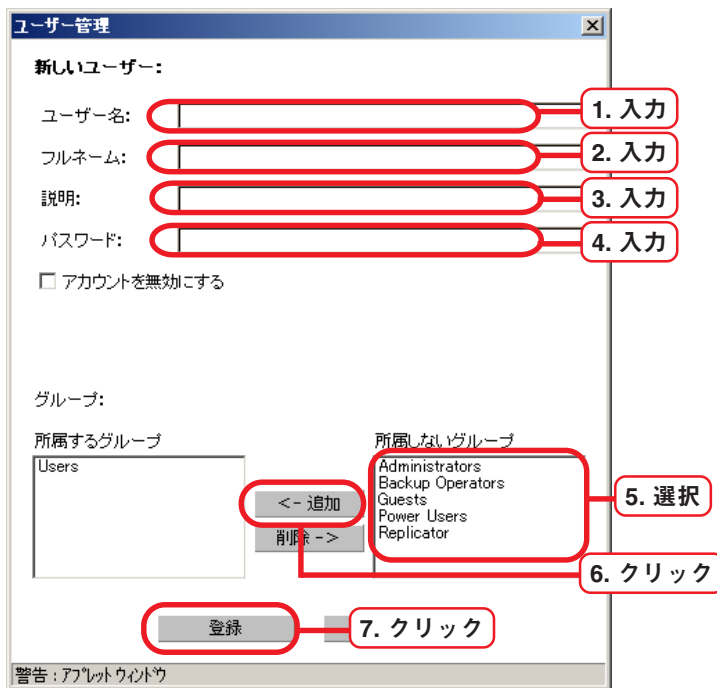 ユーザー管理
新しいユーザー:
ユーザー名:
1. 入力
フルネーム:
2. 入力
説明:
3. 入力
パスワード:
4. 入力
アカウントを無効にする
グループ:
所属するグループ
所属しないグループ
Users
Administrators
Backup Operators
Guests
Power Users
Replicator
<- 追加
削除 ->
5. 選択
6. クリック
登録
7. クリック
警告 : アプレット ウィンドウ